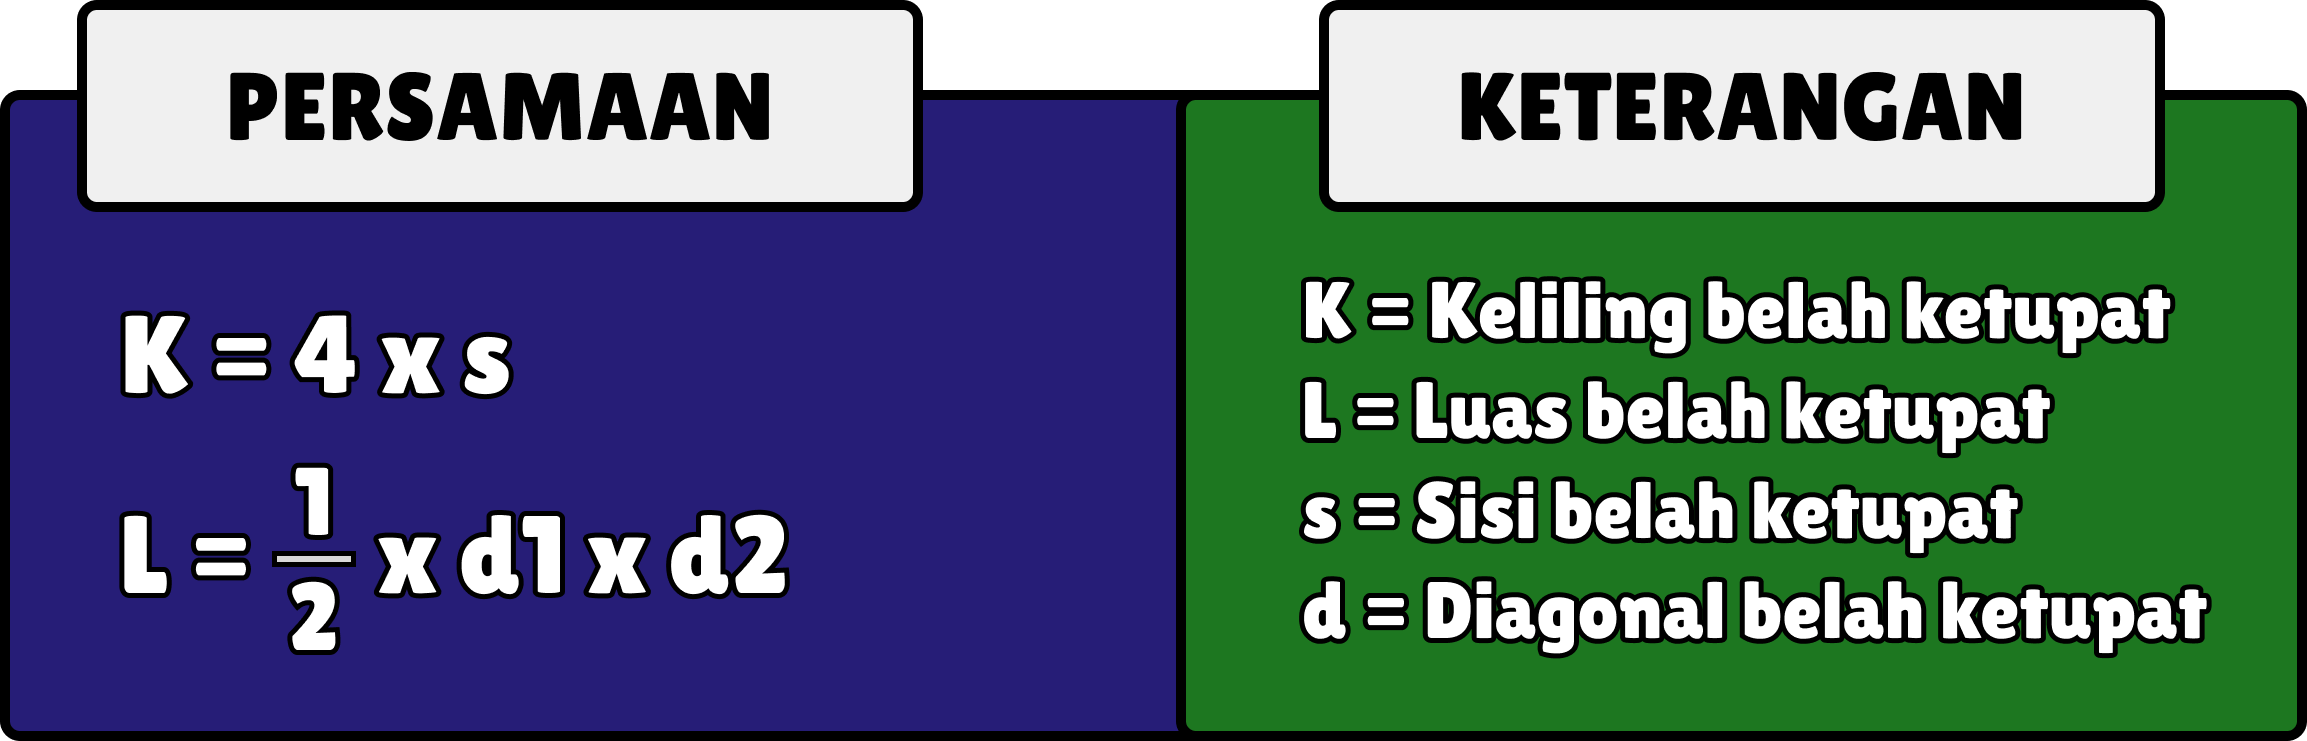 PERSAMAAN
K = 4 x s
L = 1/2 x d1 x d2
KETERANGAN
K = Keliling belah ketupat
L = Luas belah ketupat
s = Sisi belah ketupat
d = Diagonal belah ketupat